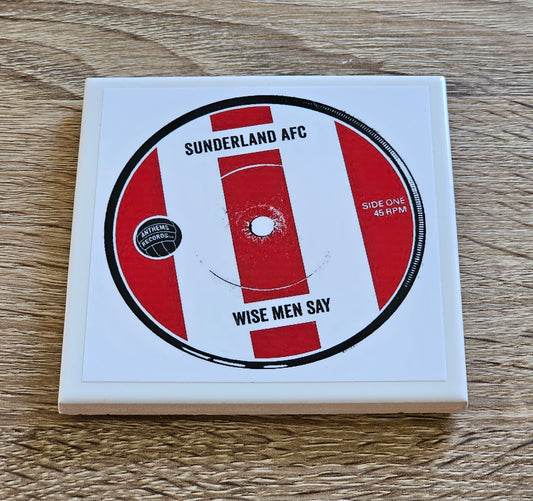 SUNDERLAND AFC
SIDE ONE
45 RPM
ANTHEMS
RECORDS
WISE MEN SAY